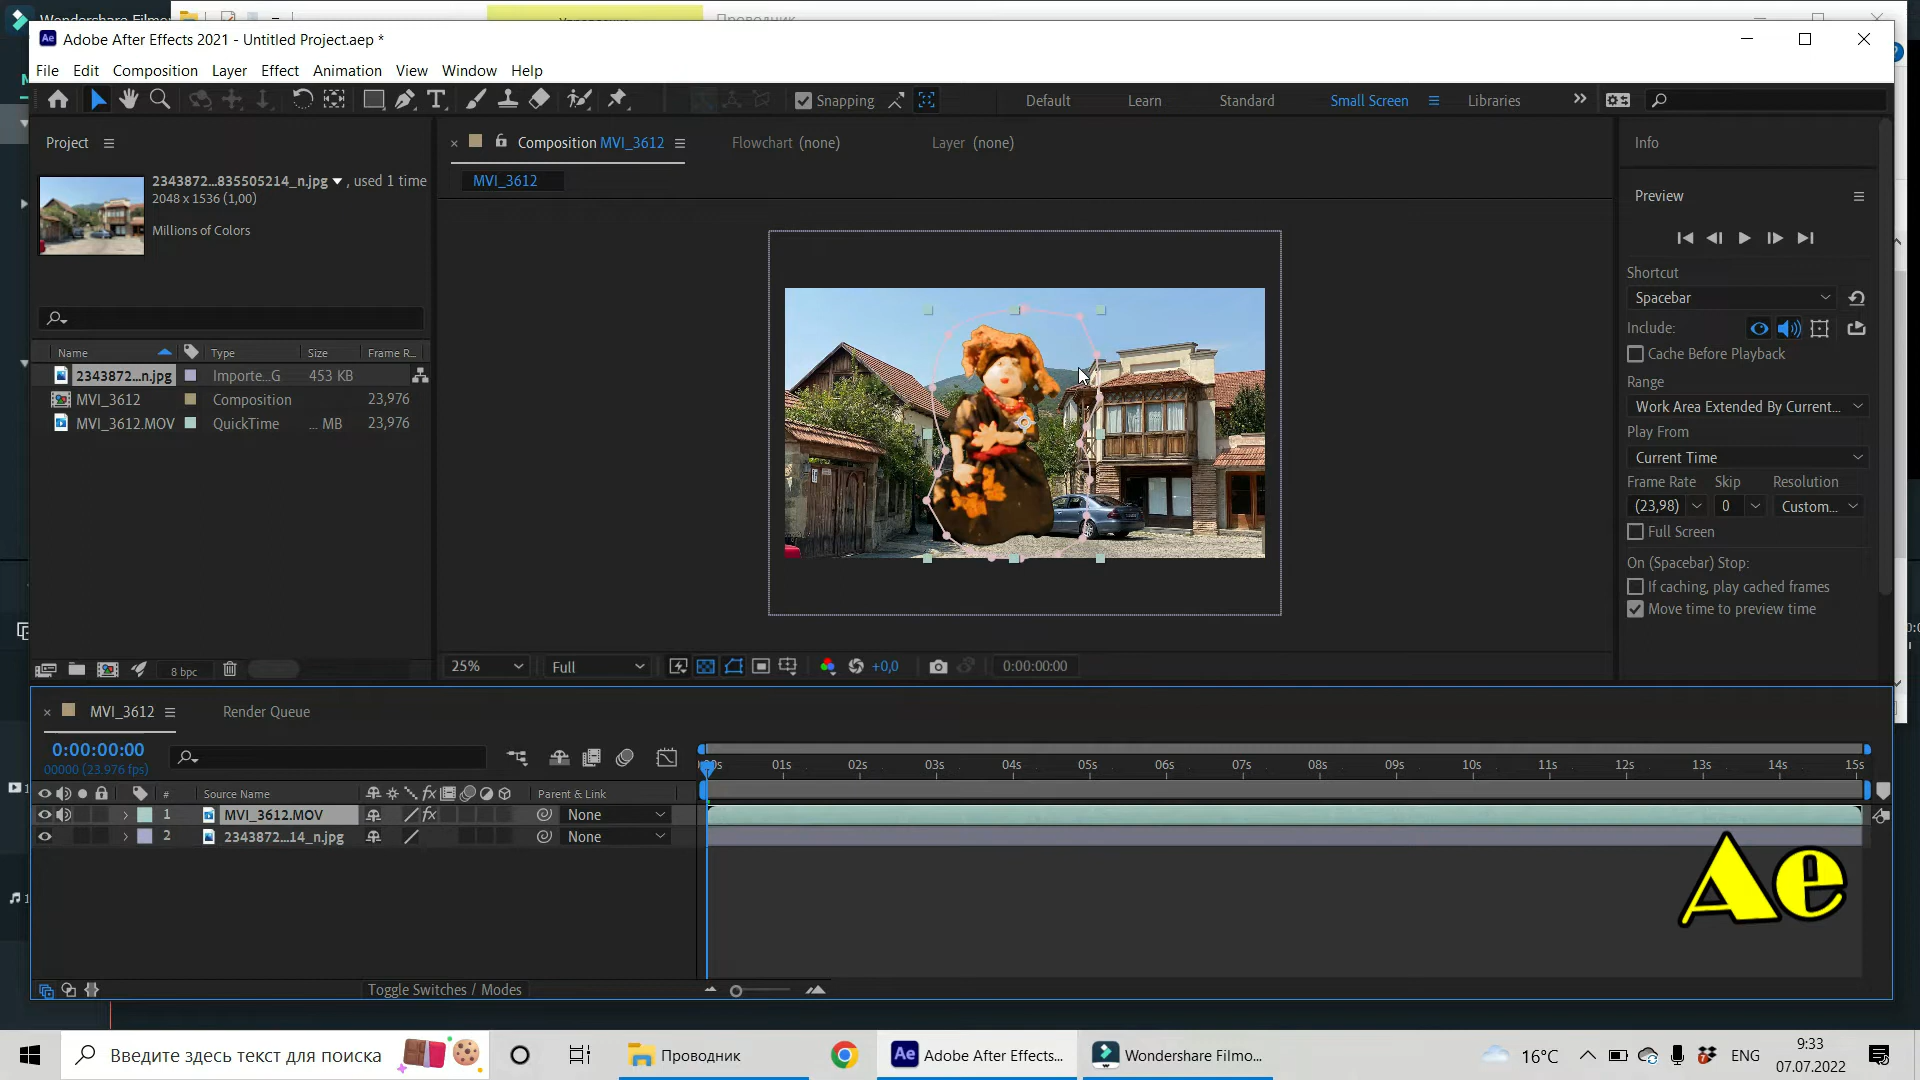 Wondershare Filmo
Управление
Проводник
Ae Adobe After Effects 2021 - Untitled Project.aep *
File Edit Composition Layer Effect Animation View Window Help
Snapping Default Learn Standard Small Screen Libraries
Project
2343872...835505214_n.jpg , used 1 time
2048 x 1536 (1,00)
Millions of Colors
Name Type Size Frame R...
2343872...n.jpg Importe...G 453 KB
MVI_3612 Composition 23,976
MVI_3612.MOV QuickTime ... MB 23,976
8 bpc
Composition MVI_3612 Flowchart (none) Layer (none)
MVI_3612
25% Full +0,0 0:00:00:00
Info
Preview
Shortcut
Spacebar
Include:
Cache Before Playback
Range
Work Area Extended By Current...
Play From
Current Time
Frame Rate Skip Resolution
(23,98) 0 Custom...
Full Screen
On (Spacebar) Stop:
If caching, play cached frames
Move time to preview time
MVI_3612 Render Queue
0:00:00:00
00000 (23.976 fps)
01s 02s 03s 04s 05s 06s 07s 08s 09s 10s 11s 12s 13s 14s 15s
# Source Name fx Parent & Link
1 MVI_3612.MOV fx None
2 2343872...14_n.jpg None
Ae
Toggle Switches / Modes
Введите здесь текст для поиска
Проводник
Ae Adobe After Effects...
Wondershare Filmo...
16°C
ENG
9:33
07.07.2022